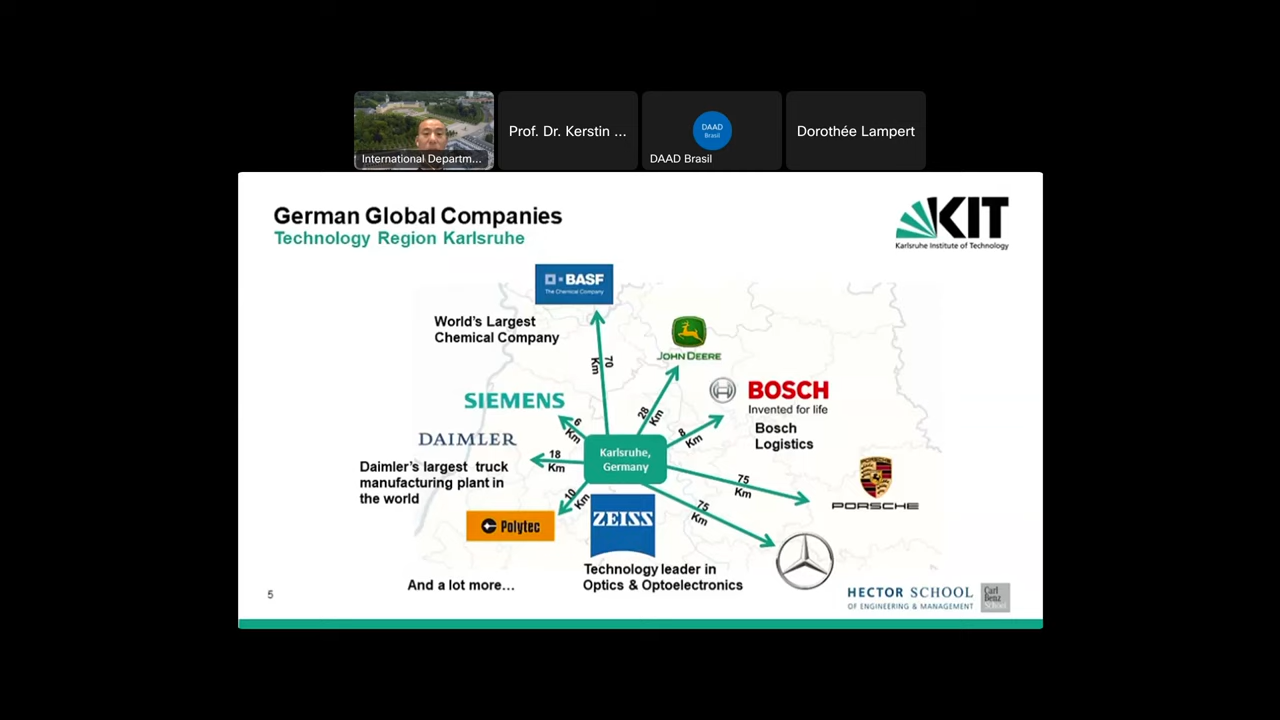 International Departm...
Prof. Dr. Kerstin ...
DAAD
Brasil
DAAD Brasil
Dorothée Lampert
German Global Companies
Technology Region Karlsruhe
KIT
Karlsruhe Institute of Technology
BASF
The Chemical Company
World's Largest
Chemical Company
70
Km
JOHN DEERE
28
Km
BOSCH
Invented for life
Bosch
Logistics
8
Km
SIEMENS
6
Km
DAIMLER
18
Km
Daimler's largest truck
manufacturing plant in
the world
Karlsruhe,
Germany
75
Km
PORSCHE
10
Km
Polytec
ZEISS
75
Km
Technology leader in
Optics & Optoelectronics
And a lot more...
5
HECTOR SCHOOL
OF ENGINEERING & MANAGEMENT
Carl
Benz
School